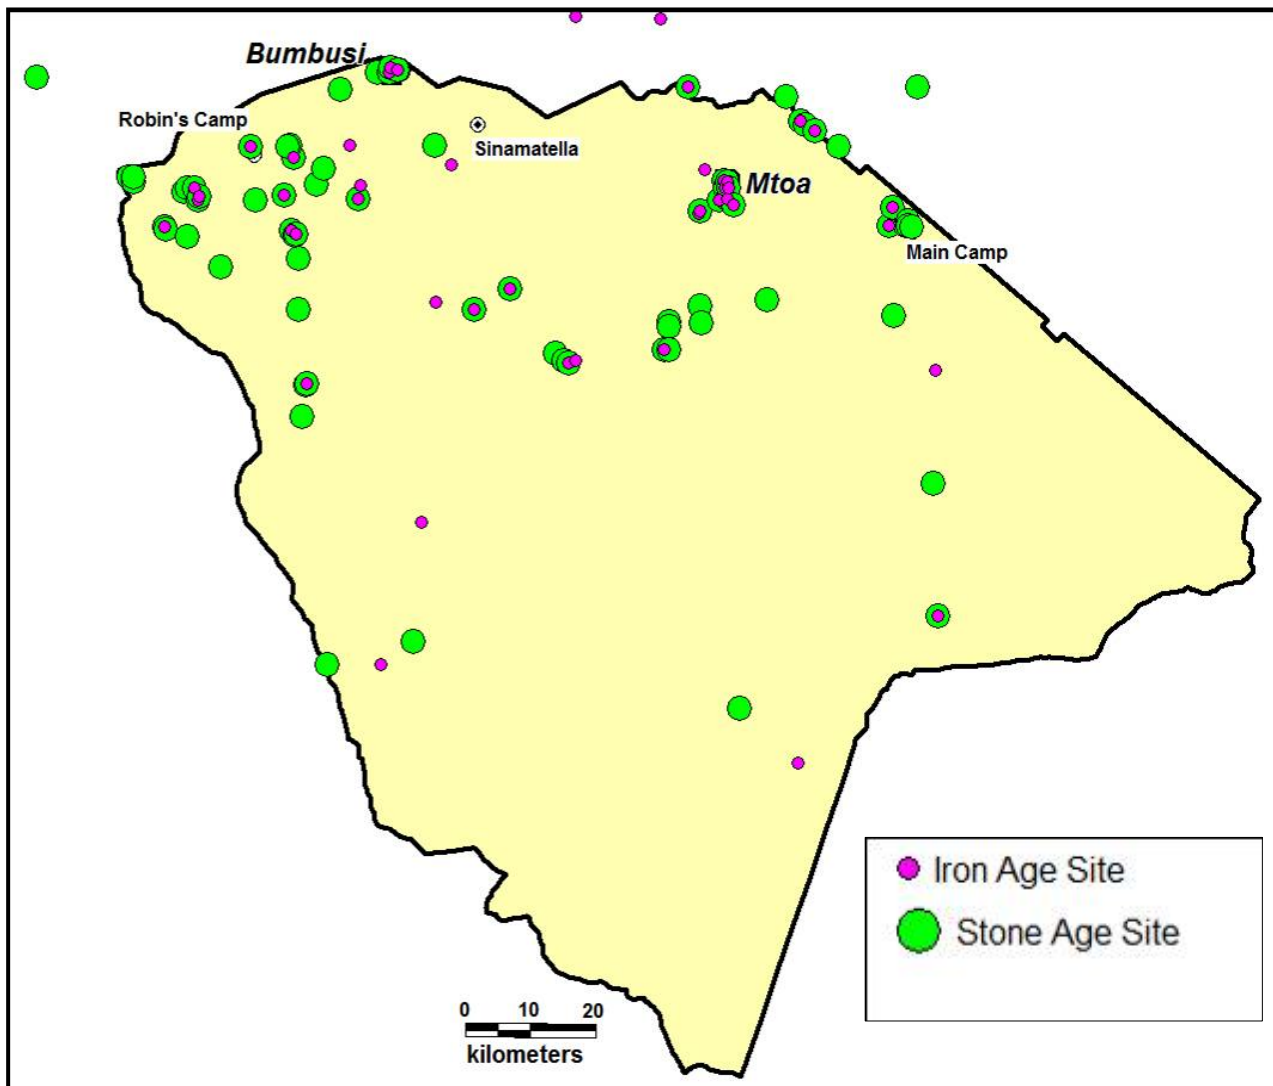 Bumbusi
Robin's Camp
Sinamatella
Mtoa
Main Camp
Iron Age Site
Stone Age Site
0 10 20
kilometers